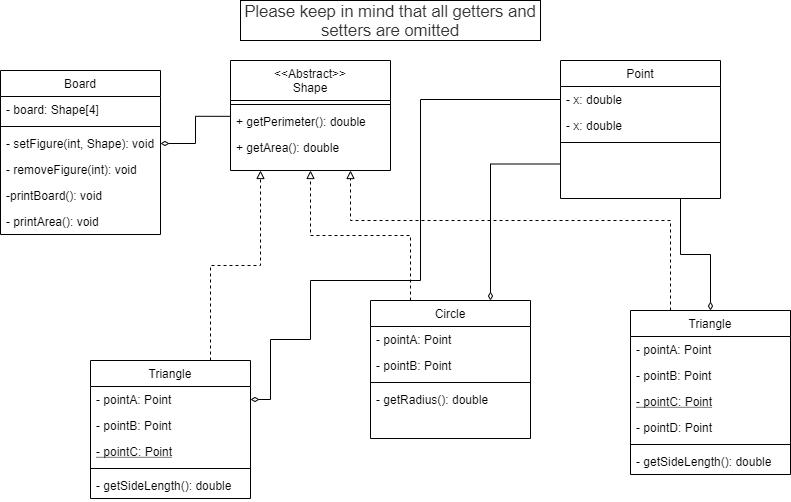 Please keep in mind that all getters and
setters are omitted
Board
- board: Shape[4]
- setFigure(int, Shape): void
- removeFigure(int): void
-printBoard(): void
- printArea(): void
<<Abstract>>
Shape
+ getPerimeter(): double
+ getArea(): double
Point
- x: double
- x: double
Triangle
- pointA: Point
- pointB: Point
- pointC: Point
- getSideLength(): double
Circle
- pointA: Point
- pointB: Point
- getRadius(): double
Triangle
- pointA: Point
- pointB: Point
- pointC: Point
- pointD: Point
- getSideLength(): double